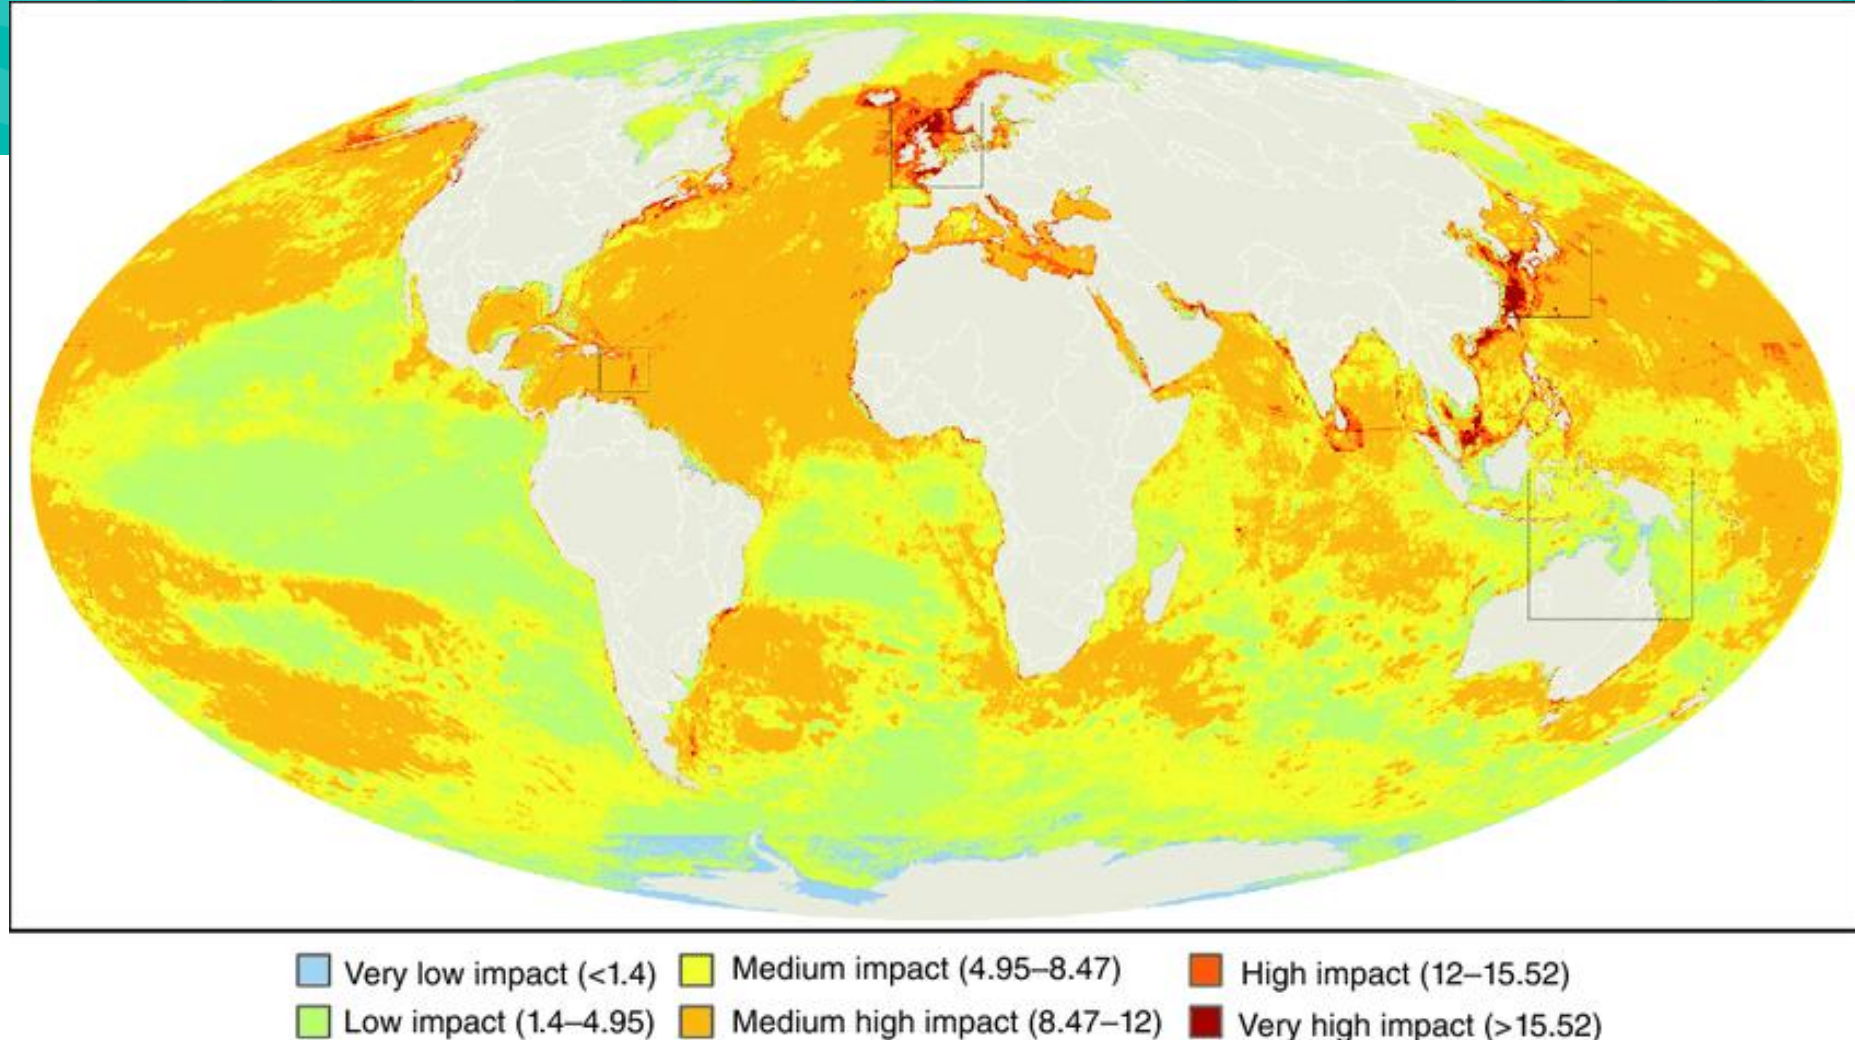 Very low impact (<1.4)
Medium impact (4.95–8.47)
High impact (12–15.52)
Low impact (1.4–4.95)
Medium high impact (8.47–12)
Very high impact (>15.52)